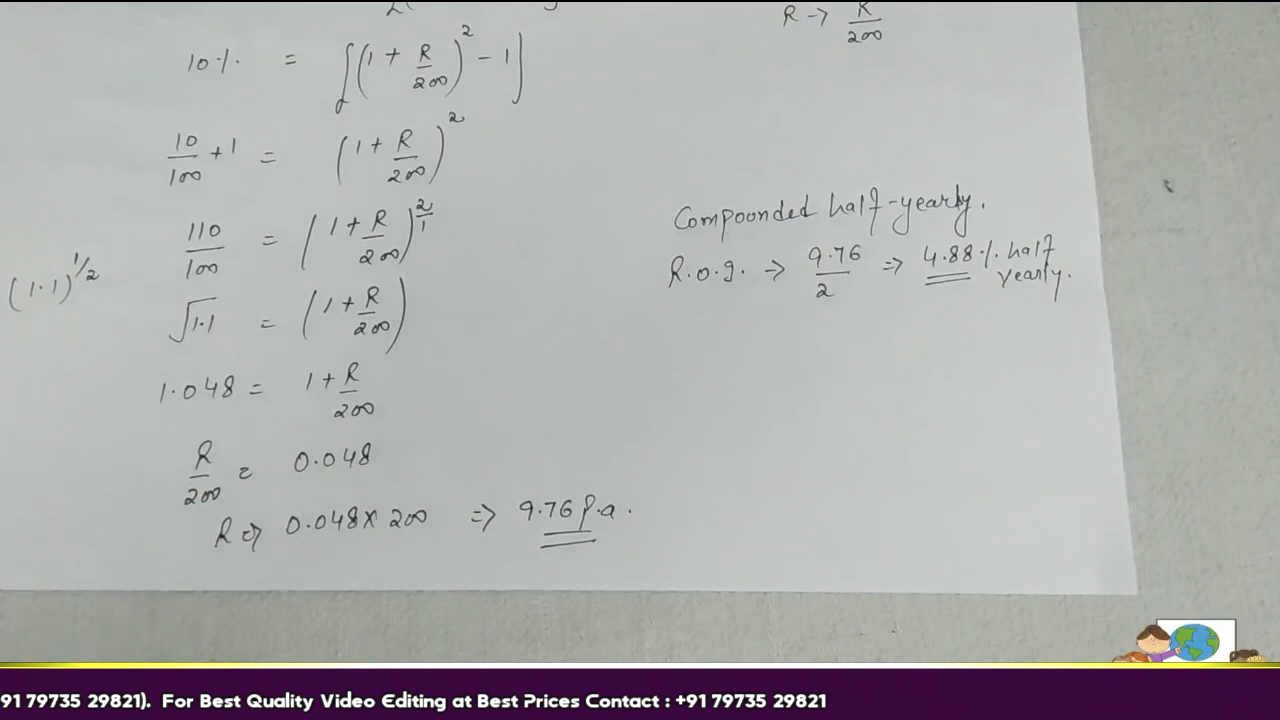 R → R/200
10% = [(1 + R/200)² - 1]
10/100 + 1 = (1 + R/200)²
110/100 = (1 + R/200)^2/1
(1.1)^1/2
√1.1 = (1 + R/200)
1.048 = 1 + R/200
R/200 = 0.048
R ⇒ 0.048 × 200 ⇒ 9.76 p.a.
Compounded half-yearly.
R.o.g. → 9.76/2 ⇒ 4.88% half yearly.
91 79735 29821). For Best Quality Video Editing at Best Prices Contact : +91 79735 29821